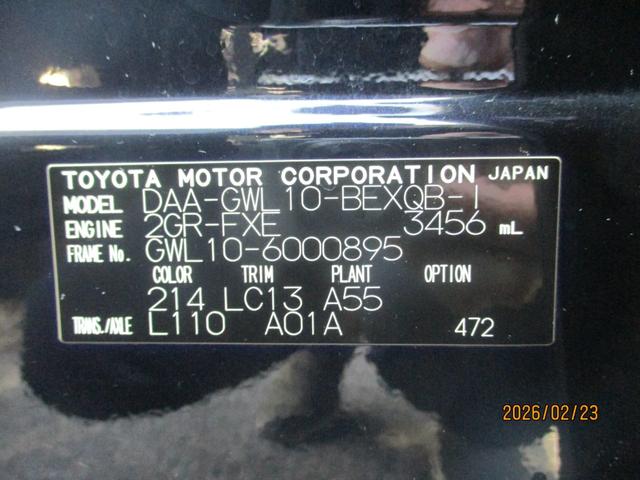 TOYOTA MOTOR CORPORATION JAPAN
MODEL DAA-GWL10-BEXQB-I
ENGINE 2GR-FXE 3456 mL
FRAME No. GWL10-6000895
COLOR TRIM PLANT OPTION
214 LC13 A55
TRANS./AXLE L110 A01A 472
2026/02/23